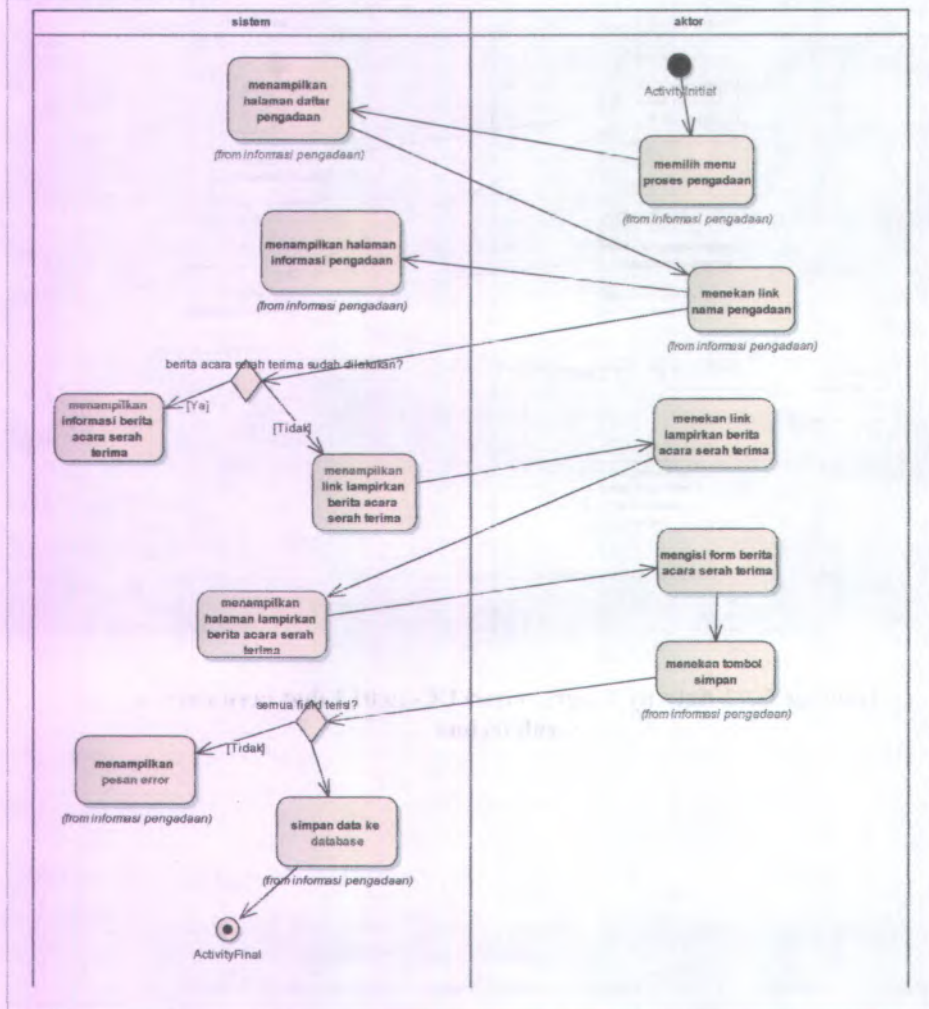 sistem
aktor
ActivityInitial
menampilkan
halaman daftar
pengadaan
(from informasi pengadaan)
memilih menu
proses pengadaan
(from informasi pengadaan)
menampilkan halaman
informasi pengadaan
(from informasi pengadaan)
menekan link
nama pengadaan
(from informasi pengadaan)
berita acara serah terima sudah dilakukan?
[Ya]
[Tidak]
menampilkan
informasi berita
acara serah
terima
menampilkan
link lampirkan
berita acara
serah terima
menekan link
lampirkan berita
acara serah terima
mengisi form berita
acara serah terima
menampilkan
halaman lampirkan
berita acara serah
terima
menekan tombol
simpan
(from informasi pengadaan)
semua field terisi?
[Tidak]
menampilkan
pesan error
(from informasi pengadaan)
simpan data ke
database
(from informasi pengadaan)
ActivityFinal